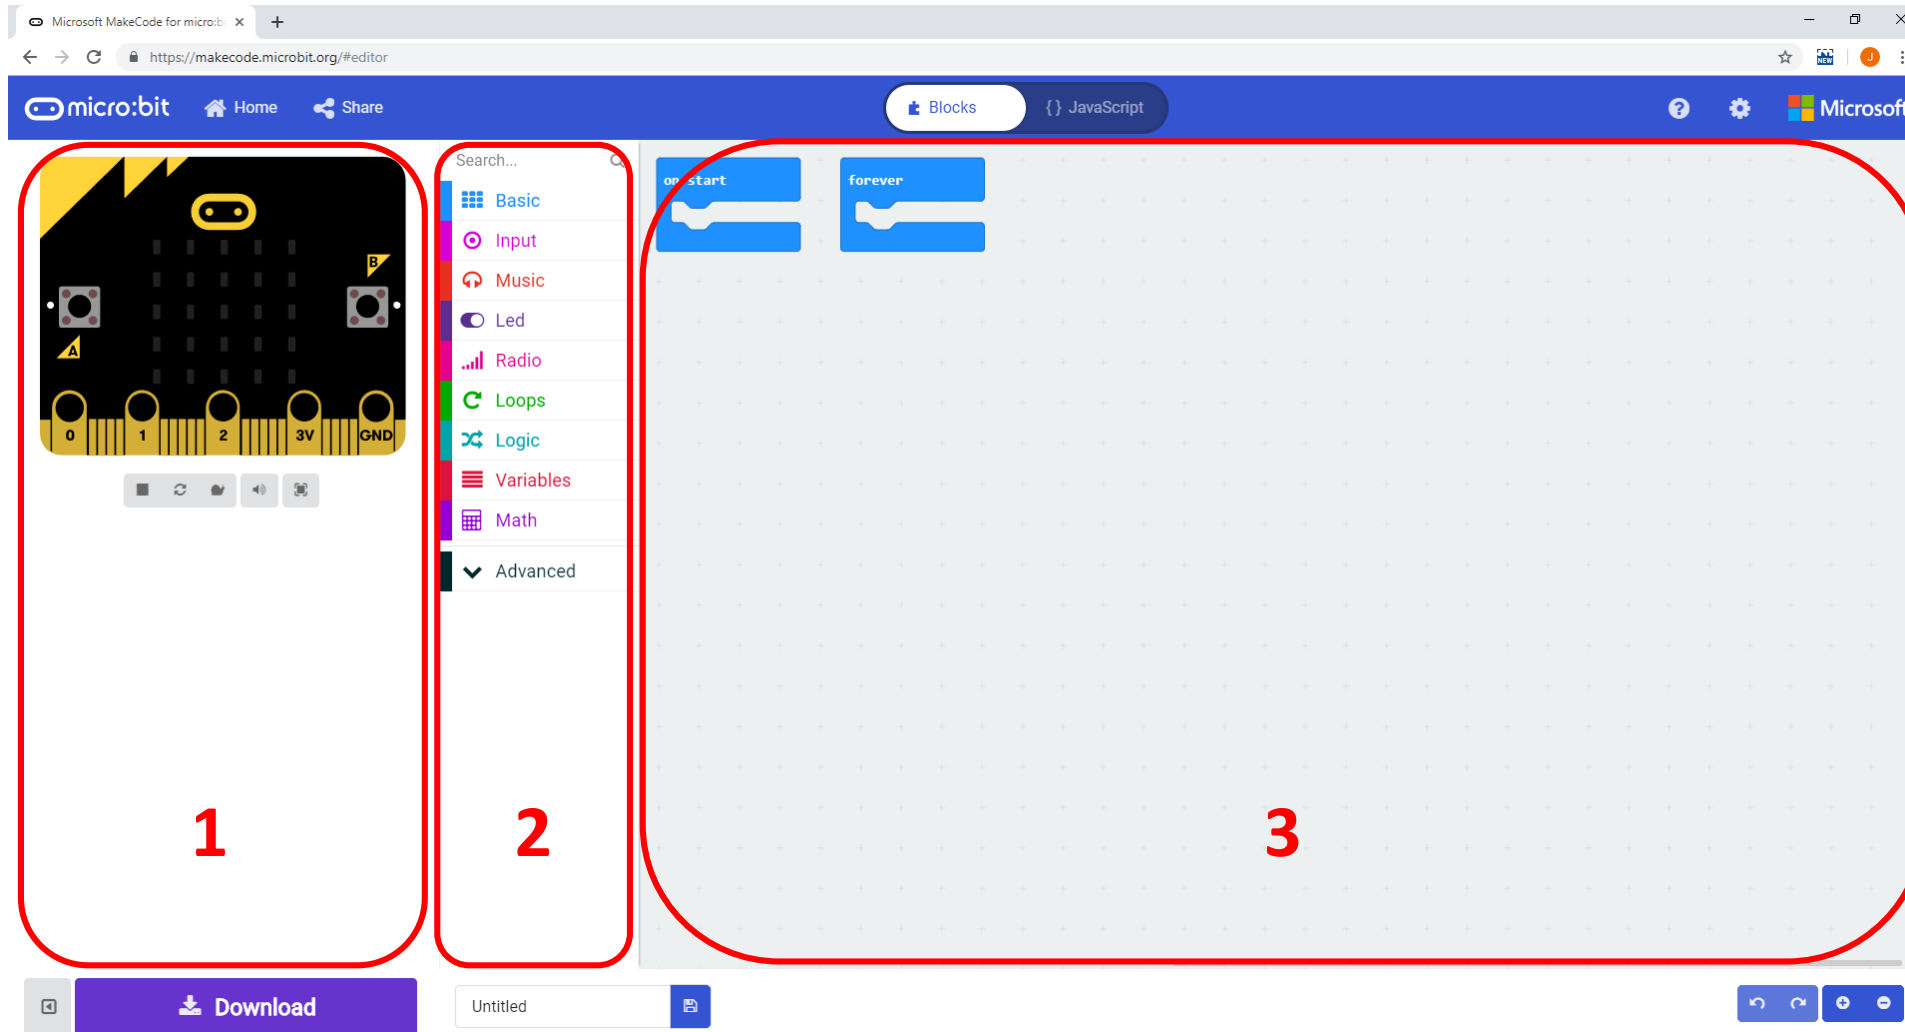 Microsoft MakeCode for micro:b
https://makecode.microbit.org/#editor
NEW
J
micro:bit
Home
Share
Blocks
{} JavaScript
?
Microsoft
Search...
Basic
Input
Music
Led
Radio
Loops
Logic
Variables
Math
Advanced
on start
forever
B
A
0
1
2
3V
GND
1
2
3
Download
Untitled